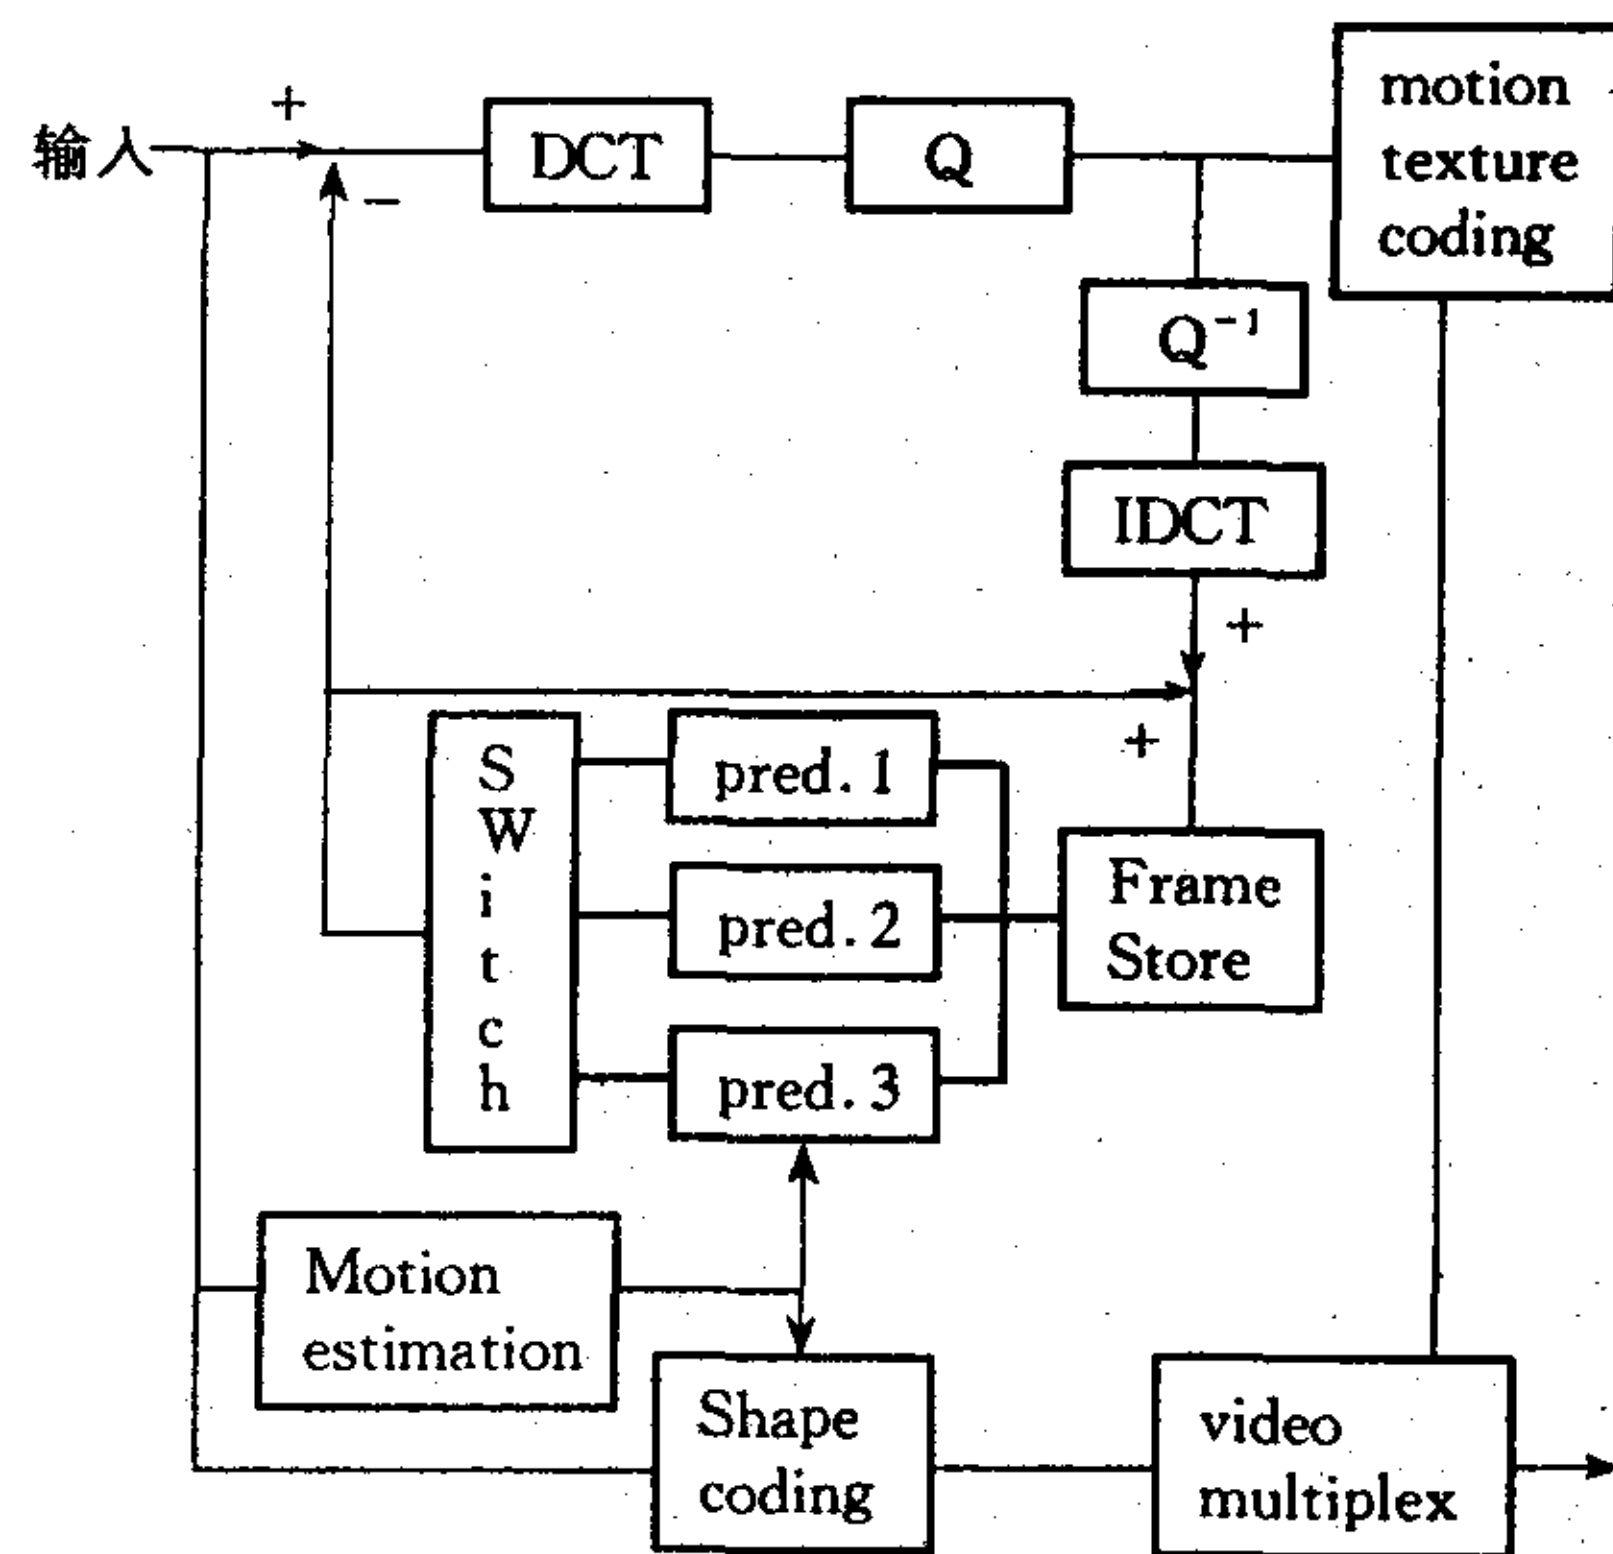 +
输入
DCT
Q
motion
texture
coding
−
Q⁻¹
IDCT
+
+
S
W
i
t
c
h
pred. 1
pred. 2
pred. 3
Frame
Store
Motion
estimation
Shape
coding
video
multiplex